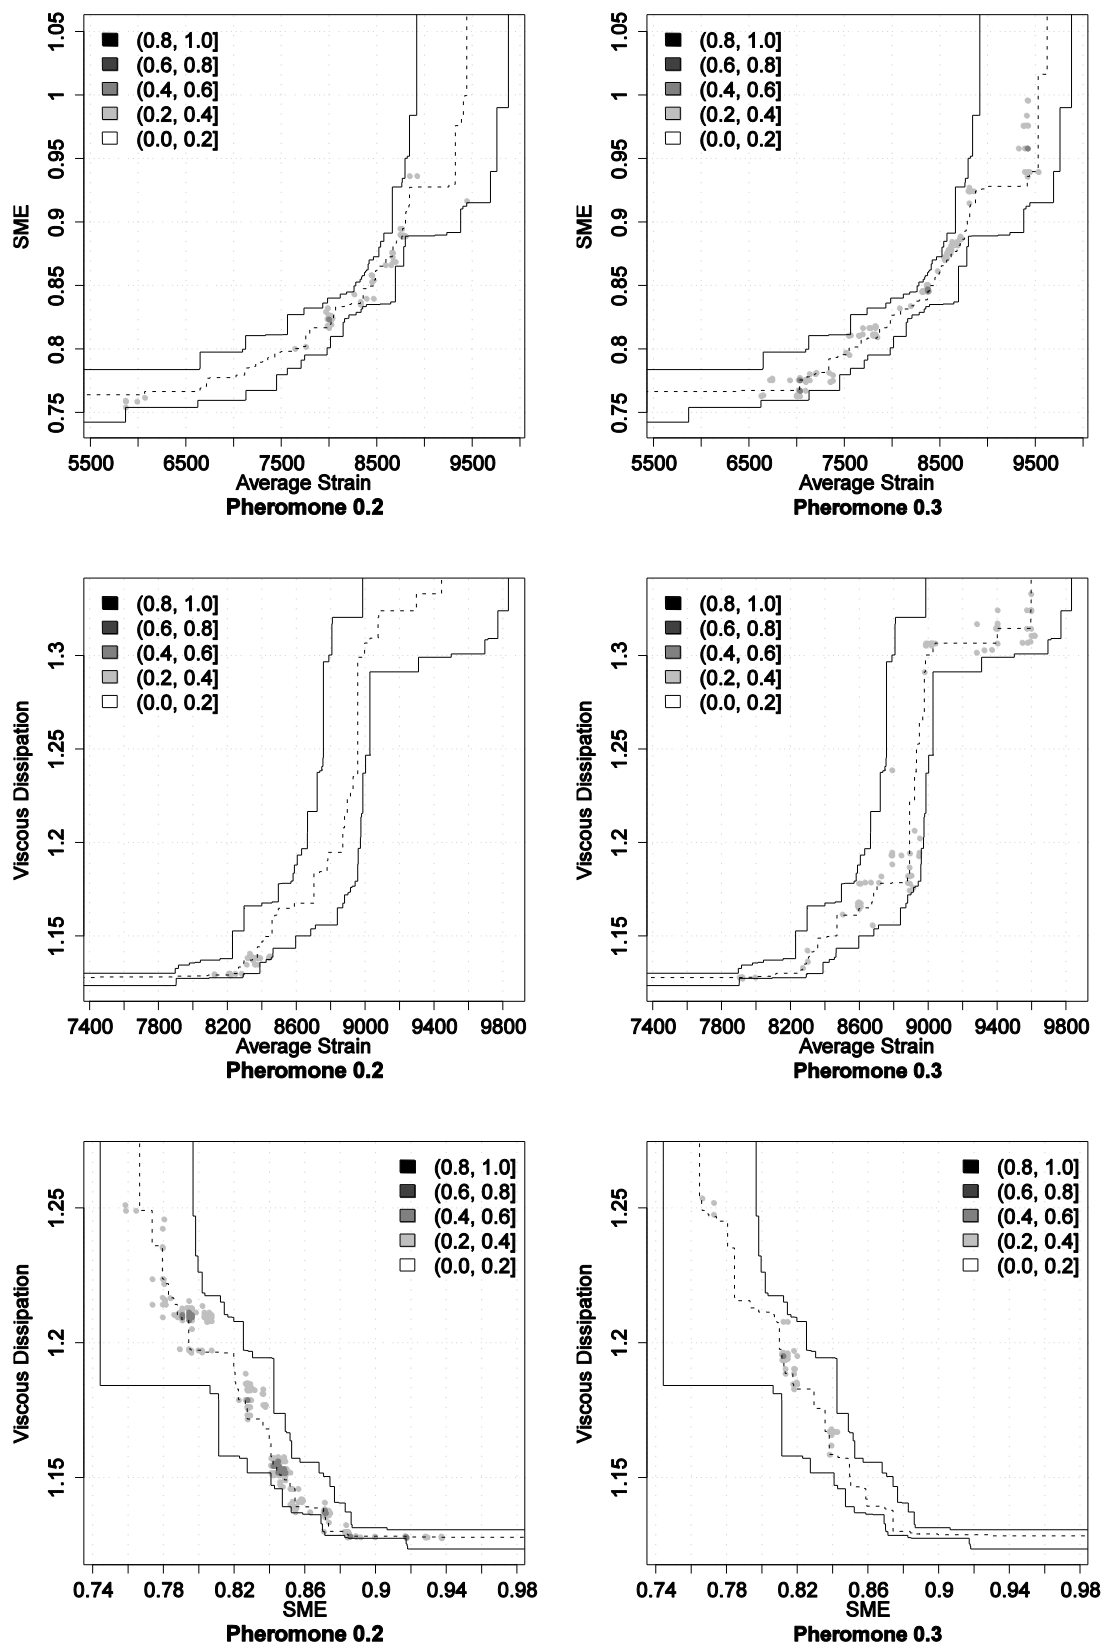 1.05
1
0.95
0.9
0.85
0.8
0.75
SME
(0.8, 1.0]
(0.6, 0.8]
(0.4, 0.6]
(0.2, 0.4]
(0.0, 0.2]
5500 6500 7500 8500 9500
Average Strain
Pheromone 0.2
1.05
1
0.95
0.9
0.85
0.8
0.75
SME
(0.8, 1.0]
(0.6, 0.8]
(0.4, 0.6]
(0.2, 0.4]
(0.0, 0.2]
5500 6500 7500 8500 9500
Average Strain
Pheromone 0.3
1.3
1.25
1.2
1.15
Viscous Dissipation
(0.8, 1.0]
(0.6, 0.8]
(0.4, 0.6]
(0.2, 0.4]
(0.0, 0.2]
7400 7800 8200 8600 9000 9400 9800
Average Strain
Pheromone 0.2
1.3
1.25
1.2
1.15
Viscous Dissipation
(0.8, 1.0]
(0.6, 0.8]
(0.4, 0.6]
(0.2, 0.4]
(0.0, 0.2]
7400 7800 8200 8600 9000 9400 9800
Average Strain
Pheromone 0.3
1.25
1.2
1.15
Viscous Dissipation
(0.8, 1.0]
(0.6, 0.8]
(0.4, 0.6]
(0.2, 0.4]
(0.0, 0.2]
0.74 0.78 0.82 0.86 0.9 0.94 0.98
SME
Pheromone 0.2
1.25
1.2
1.15
Viscous Dissipation
(0.8, 1.0]
(0.6, 0.8]
(0.4, 0.6]
(0.2, 0.4]
(0.0, 0.2]
0.74 0.78 0.82 0.86 0.9 0.94 0.98
SME
Pheromone 0.3